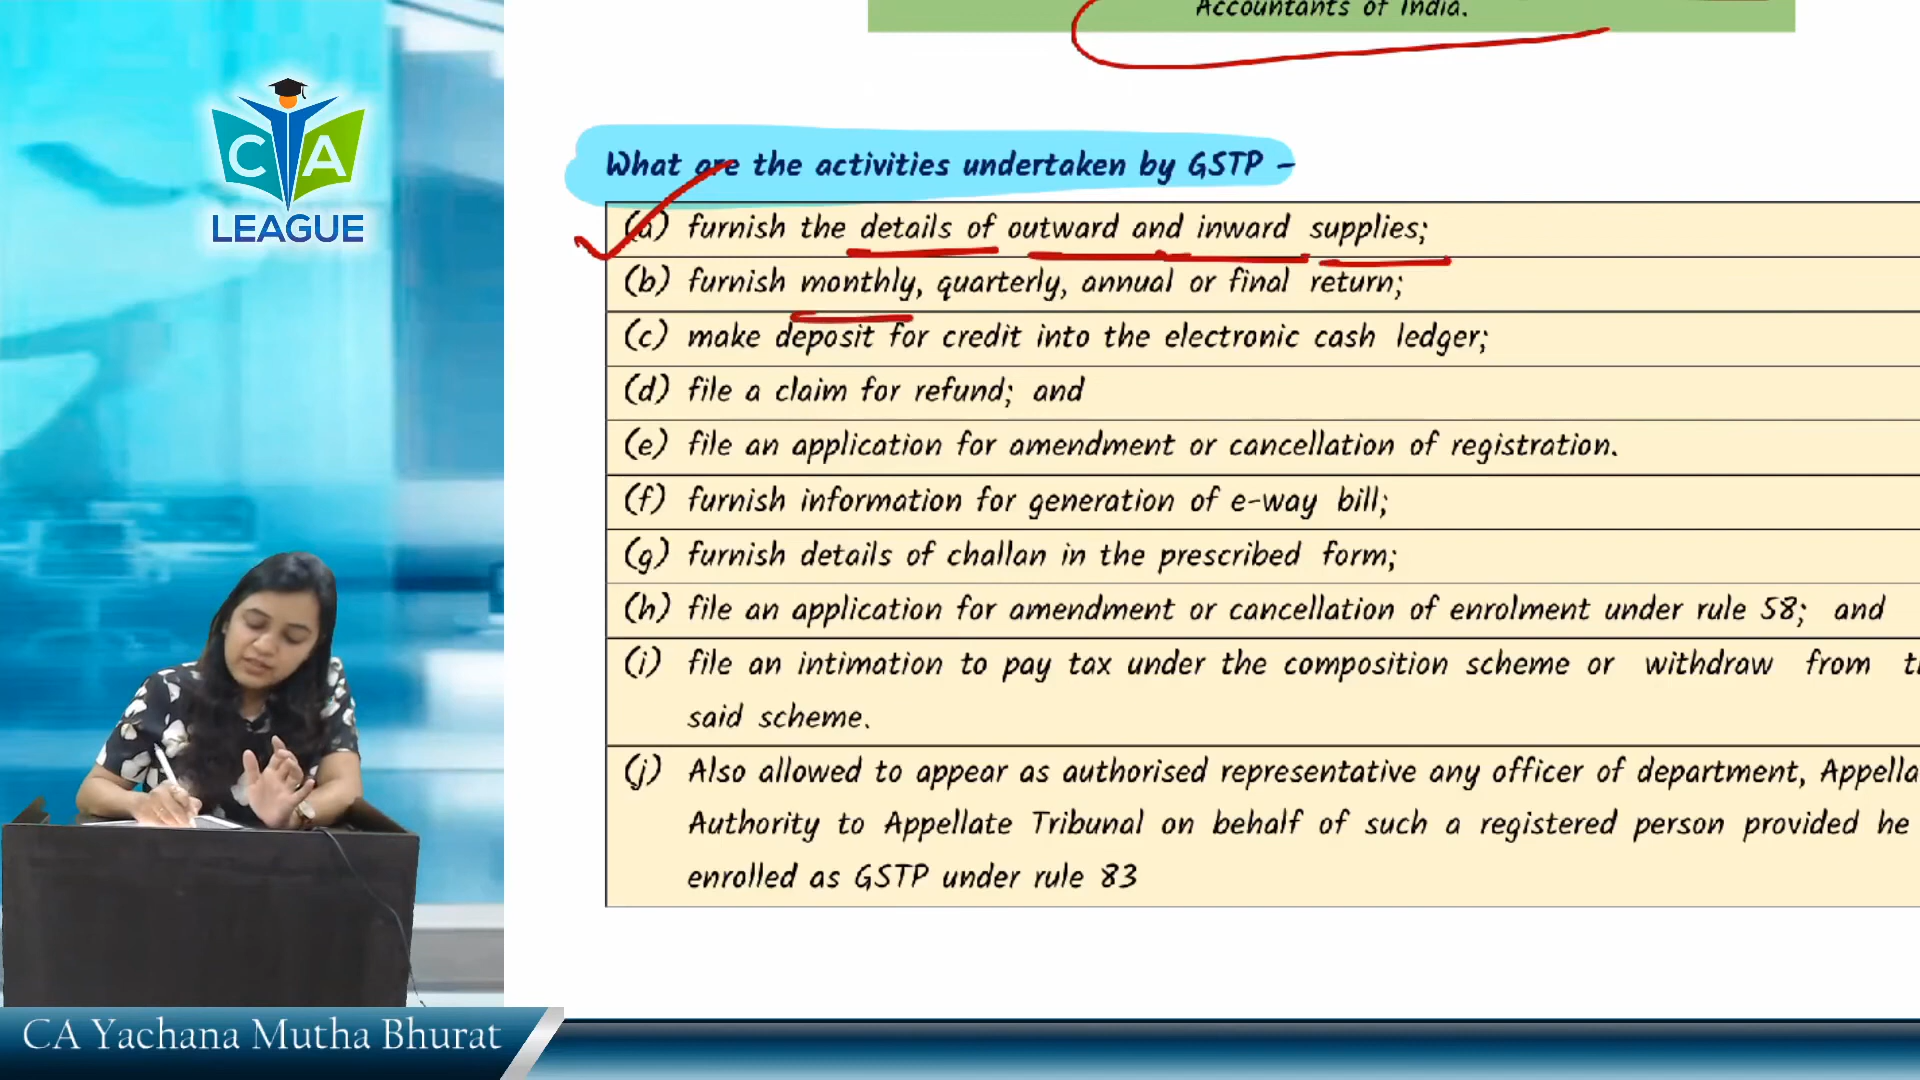 Accountants of India.
CA
LEAGUE
What are the activities undertaken by GSTP –
(a) furnish the details of outward and inward supplies;
(b) furnish monthly, quarterly, annual or final return;
(c) make deposit for credit into the electronic cash ledger;
(d) file a claim for refund; and
(e) file an application for amendment or cancellation of registration.
(f) furnish information for generation of e-way bill;
(g) furnish details of challan in the prescribed form;
(h) file an application for amendment or cancellation of enrolment under rule 58; and
(i) file an intimation to pay tax under the composition scheme or withdraw from
said scheme.
(j) Also allowed to appear as authorised representative any officer of department,
Authority to Appellate Tribunal on behalf of such a registered person provided he
enrolled as GSTP under rule 83
CA Yachana Mutha Bhurat